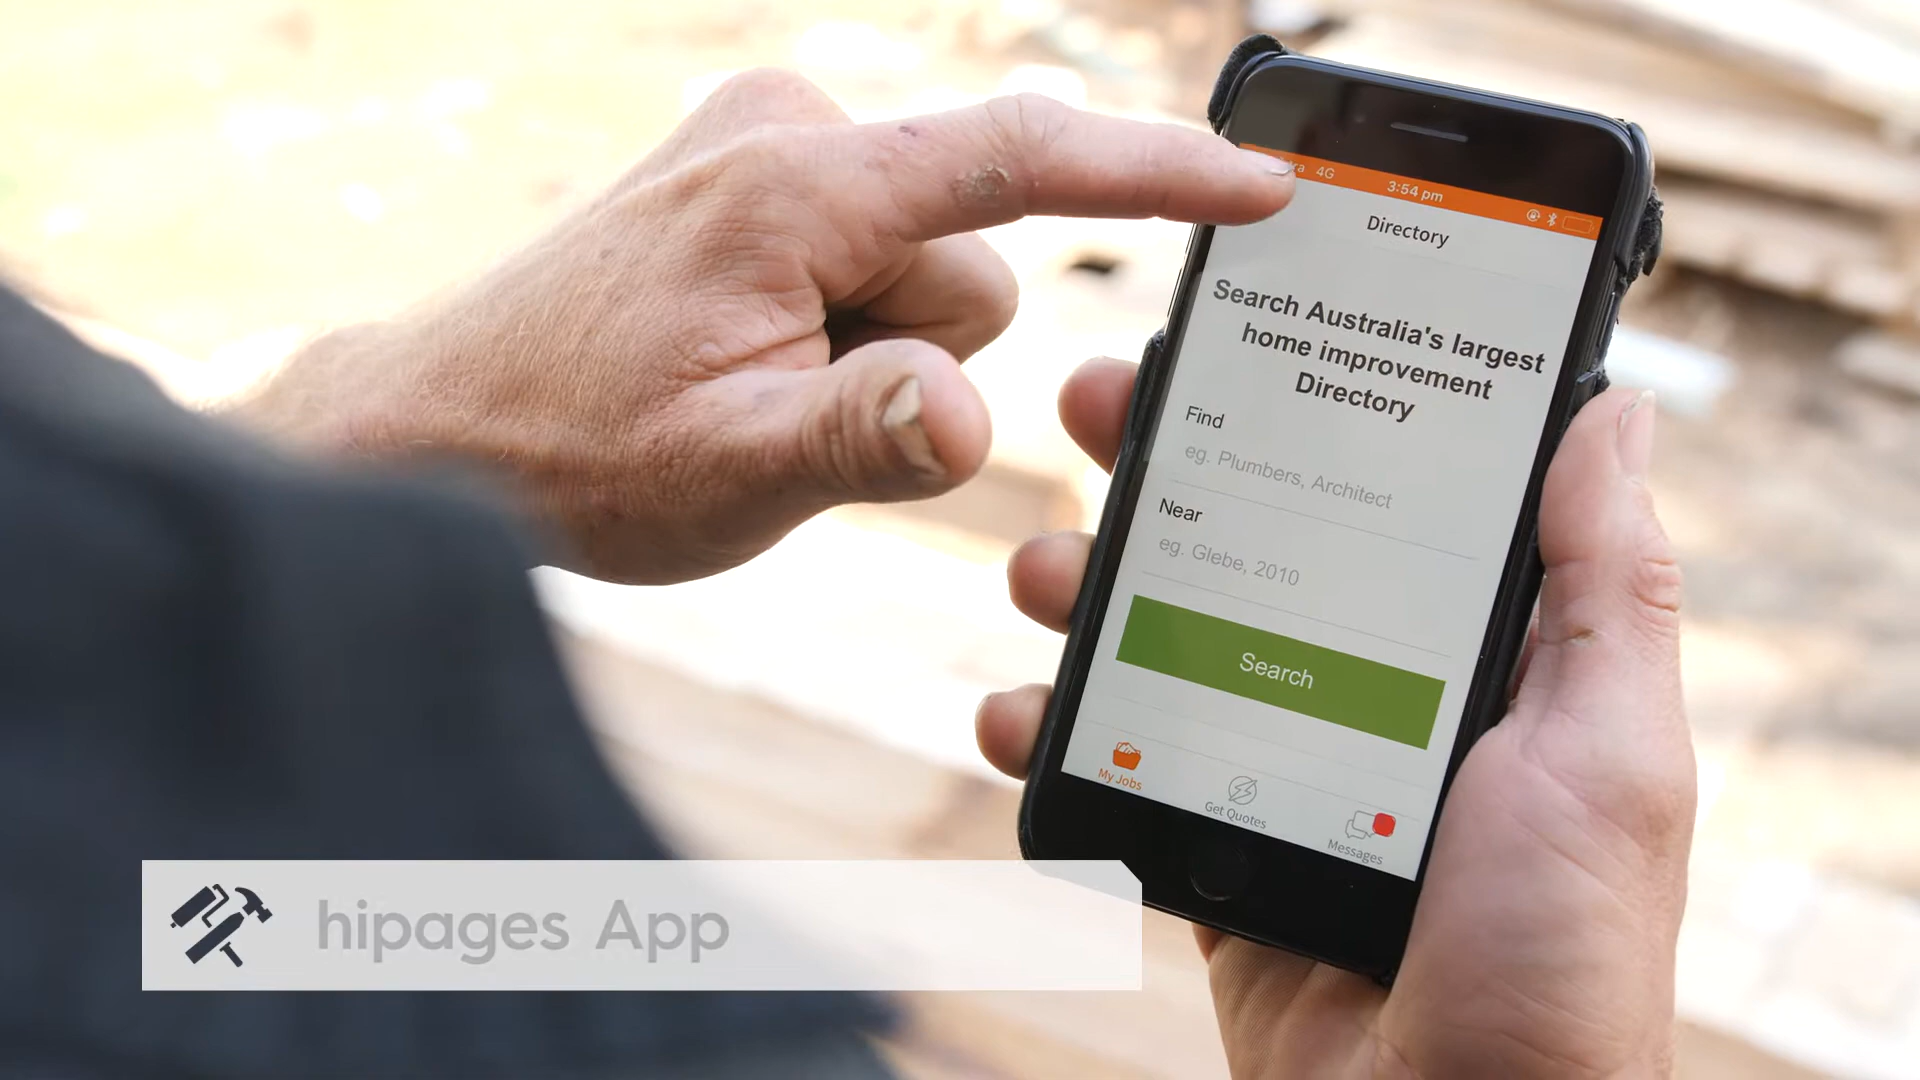 4G 3:54 pm
Directory
Search Australia's largest
home improvement
Directory
Find
eg. Plumbers, Architect
Near
eg. Glebe, 2010
Search
My Jobs
Get Quotes
Messages
hipages App